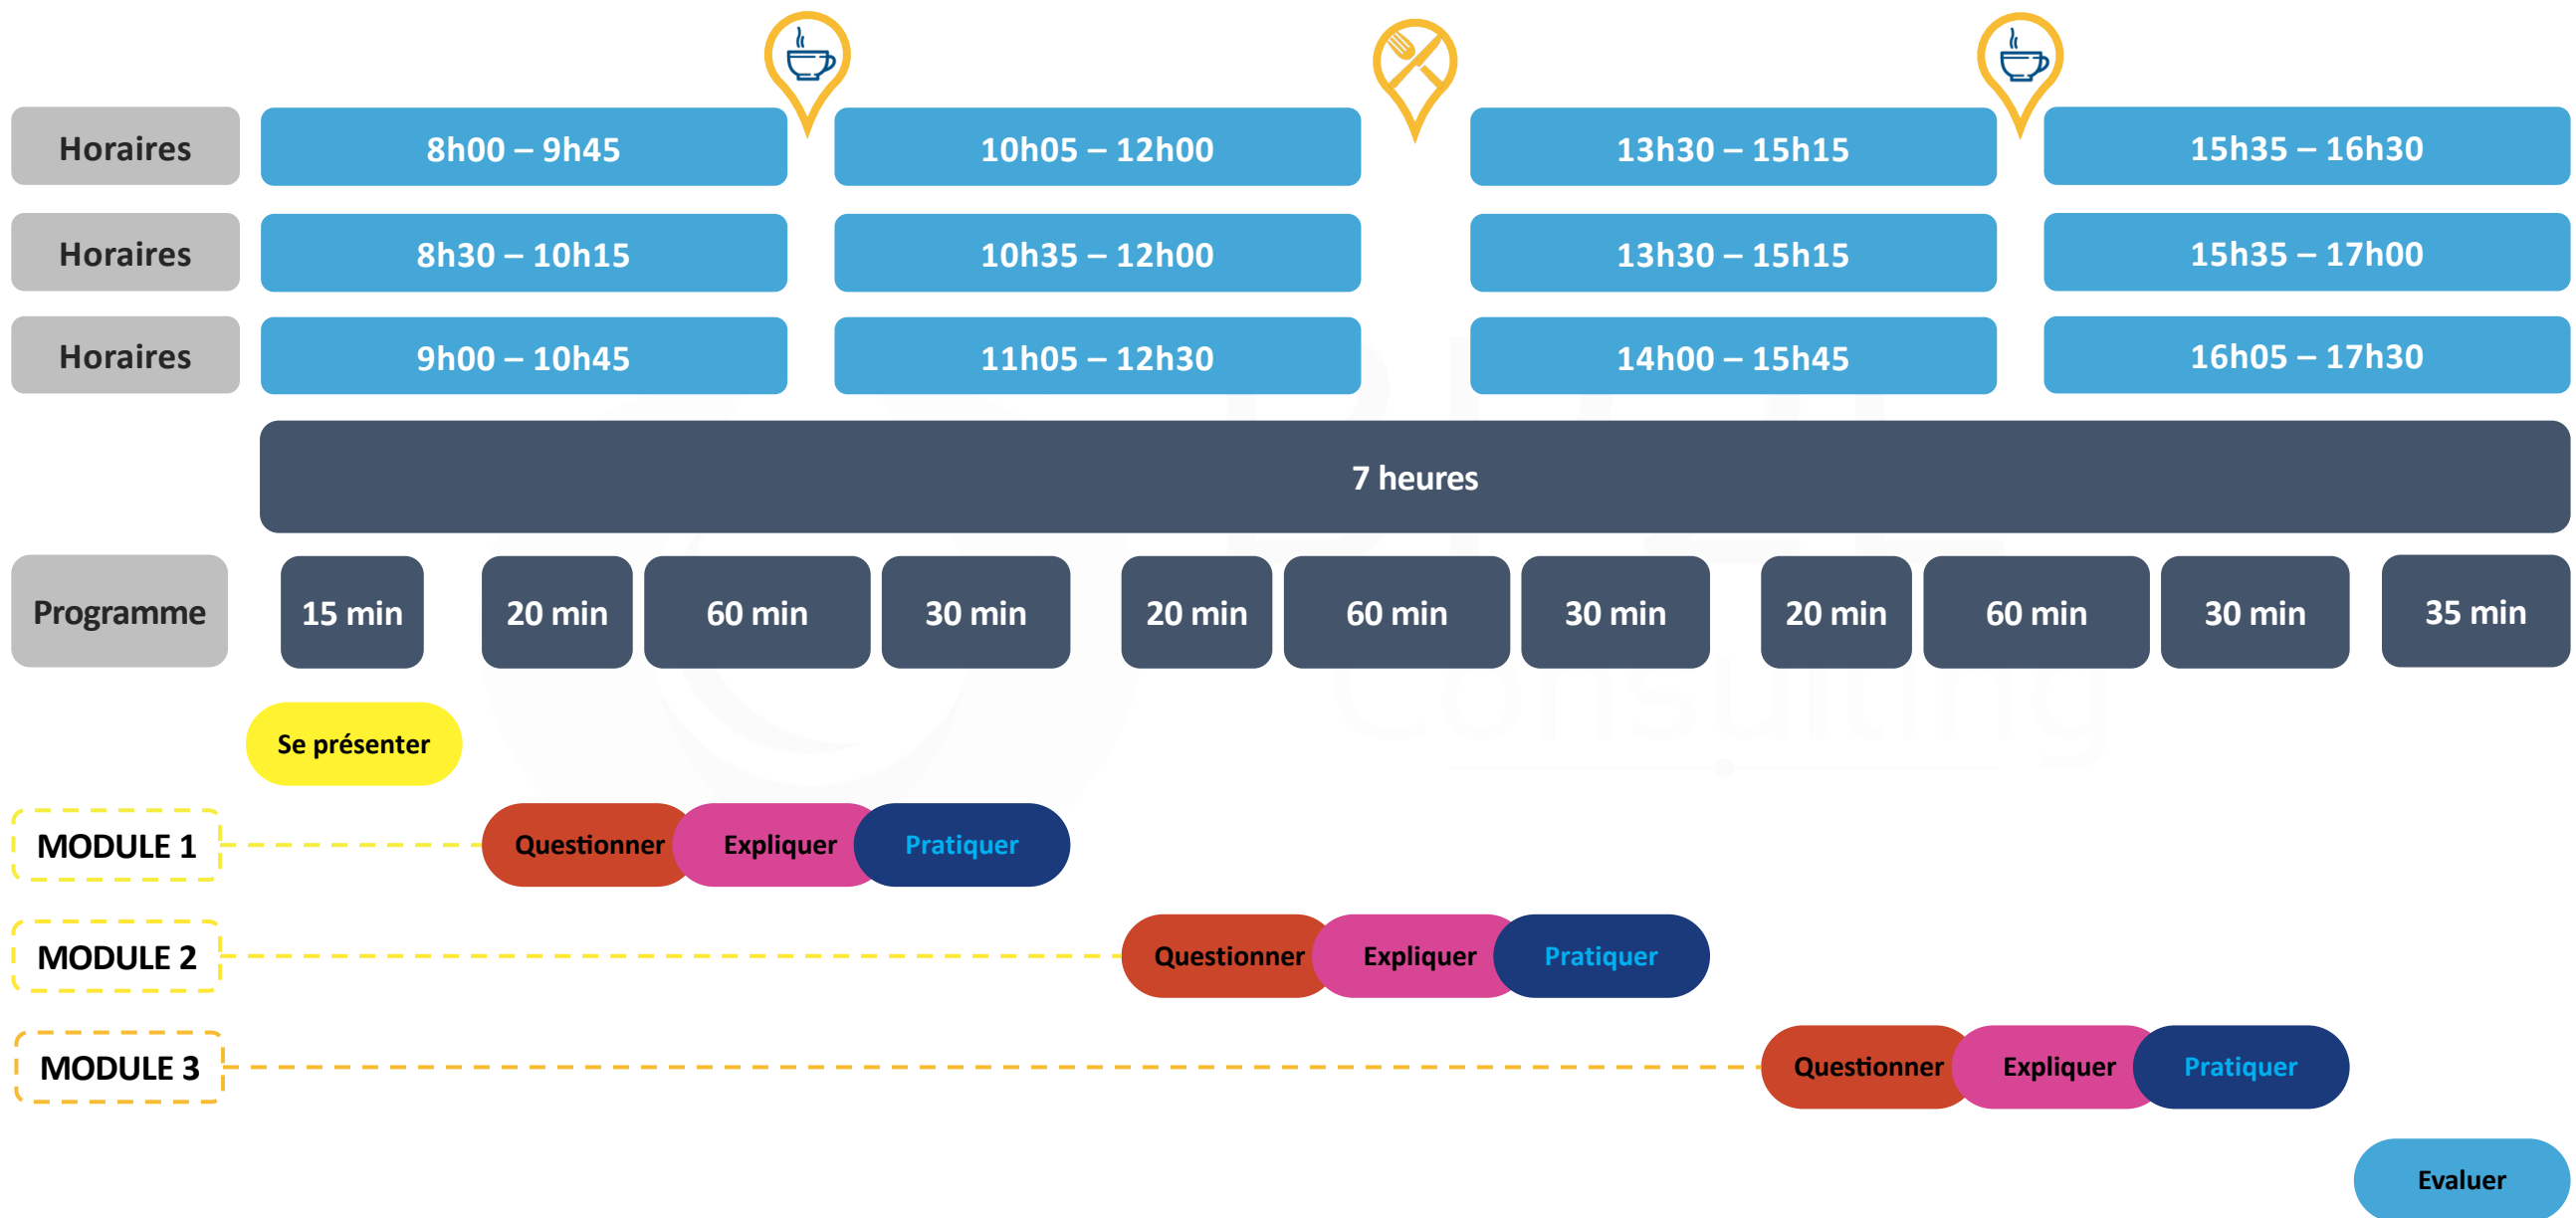 Horaires 8h00 – 9h45 10h05 – 12h00 13h30 – 15h15 15h35 – 16h30
Horaires 8h30 – 10h15 10h35 – 12h00 13h30 – 15h15 15h35 – 17h00
Horaires 9h00 – 10h45 11h05 – 12h30 14h00 – 15h45 16h05 – 17h30
7 heures
Programme 15 min 20 min 60 min 30 min 20 min 60 min 30 min 20 min 60 min 30 min 35 min
Consulting
Se présenter
MODULE 1 Questionner Expliquer Pratiquer
MODULE 2 Questionner Expliquer Pratiquer
MODULE 3 Questionner Expliquer Pratiquer
Evaluer